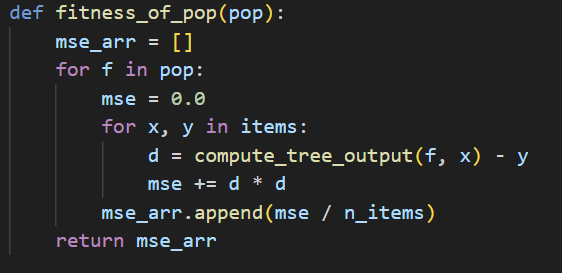 def fitness_of_pop(pop):
    mse_arr = []
    for f in pop:
        mse = 0.0
        for x, y in items:
            d = compute_tree_output(f, x) - y
            mse += d * d
        mse_arr.append(mse / n_items)
    return mse_arr